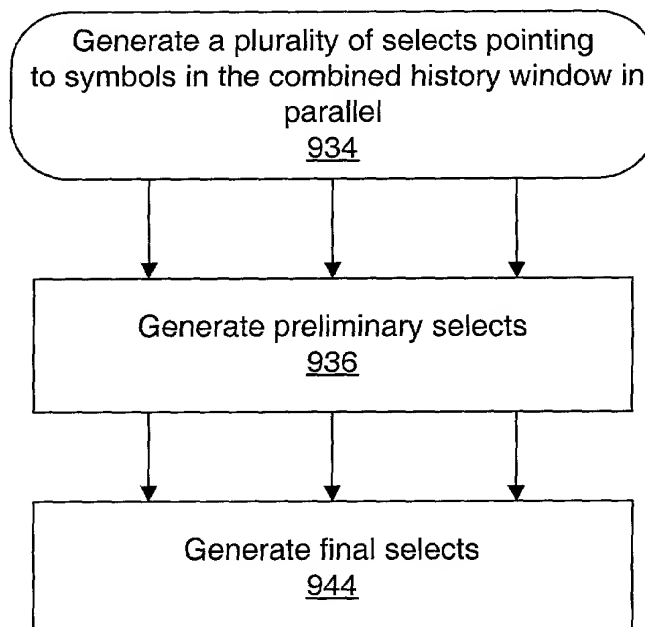 Generate a plurality of selects pointing
to symbols in the combined history window in
parallel
934
Generate preliminary selects
936
Generate final selects
944